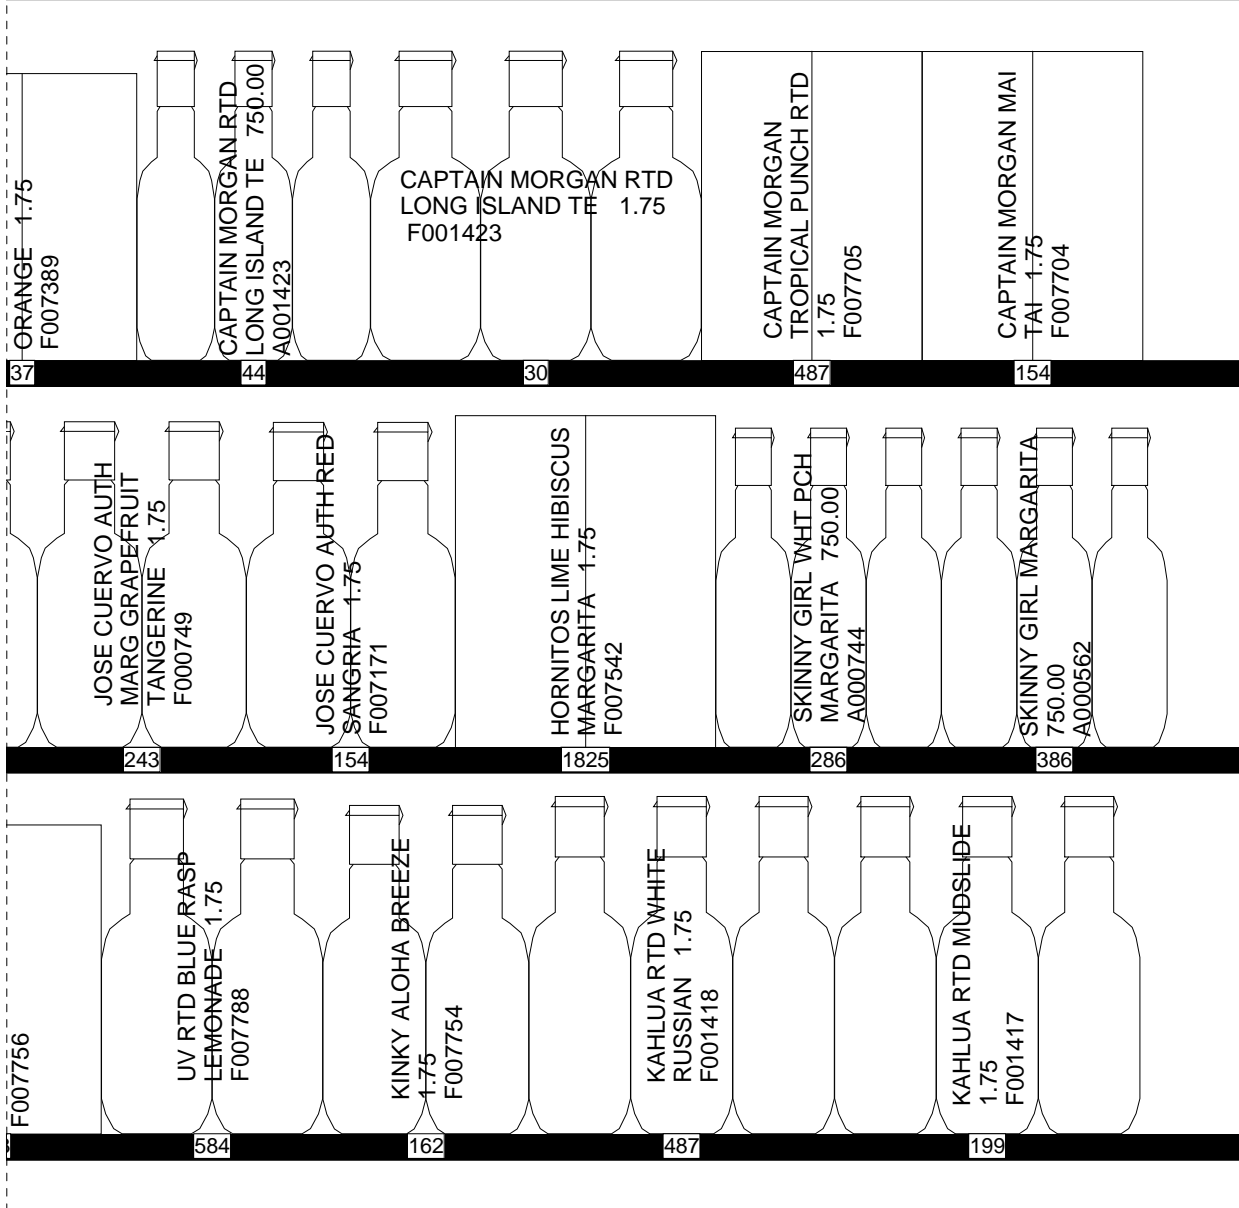 ORANGE 1.75
F007389
CAPTAIN MORGAN RTD
LONG ISLAND TE 750.00
A001423
CAPTAIN MORGAN RTD
LONG ISLAND TE 1.75
F001423
CAPTAIN MORGAN
TROPICAL PUNCH RTD
1.75
F007705
CAPTAIN MORGAN MAI
TAI 1.75
F007704
37
44
30
487
154
JOSE CUERVO AUTH
MARG GRAPEFRUIT
TANGERINE 1.75
F000749
JOSE CUERVO AUTH RED
SANGRIA 1.75
F007171
HORNITOS LIME HIBISCUS
MARGARITA 1.75
F007542
SKINNY GIRL WHT PCH
MARGARITA 750.00
A000744
SKINNY GIRL MARGARITA
750.00
A000562
243
154
1825
286
386
F007756
UV RTD BLUE RASP
LEMONADE 1.75
F007788
KINKY ALOHA BREEZE
1.75
F007754
KAHLUA RTD WHITE
RUSSIAN 1.75
F001418
KAHLUA RTD MUDSLIDE
1.75
F001417
584
162
487
199